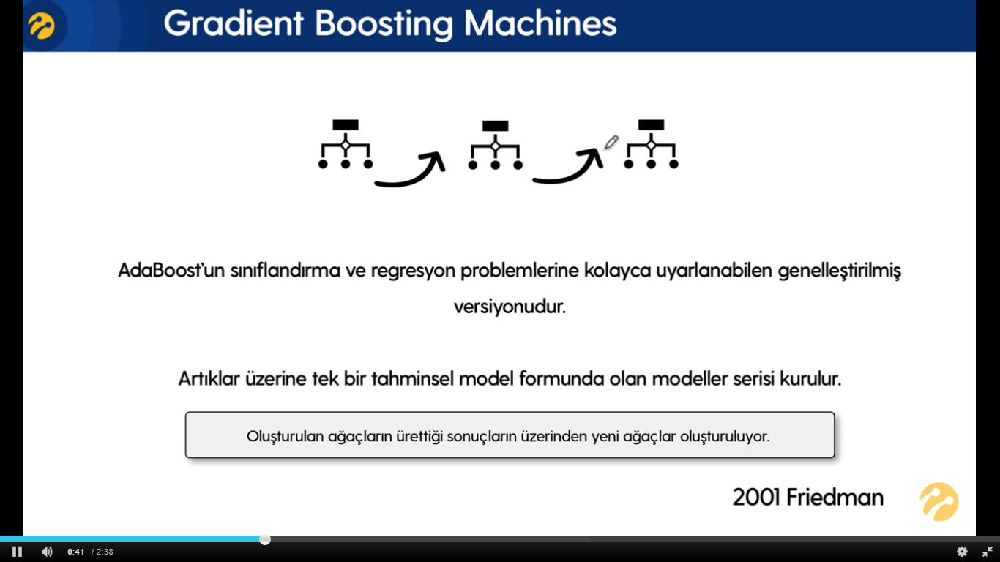 Gradient Boosting Machines
AdaBoost'un sınıflandırma ve regresyon problemlerine kolayca uyarlanabilen genelleştirilmiş
versiyonudur.
Artıklar üzerine tek bir tahminsel model formunda olan modeller serisi kurulur.
Oluşturulan ağaçların ürettiği sonuçların üzerinden yeni ağaçlar oluşturuluyor.
2001 Friedman
0:41 / 2:38